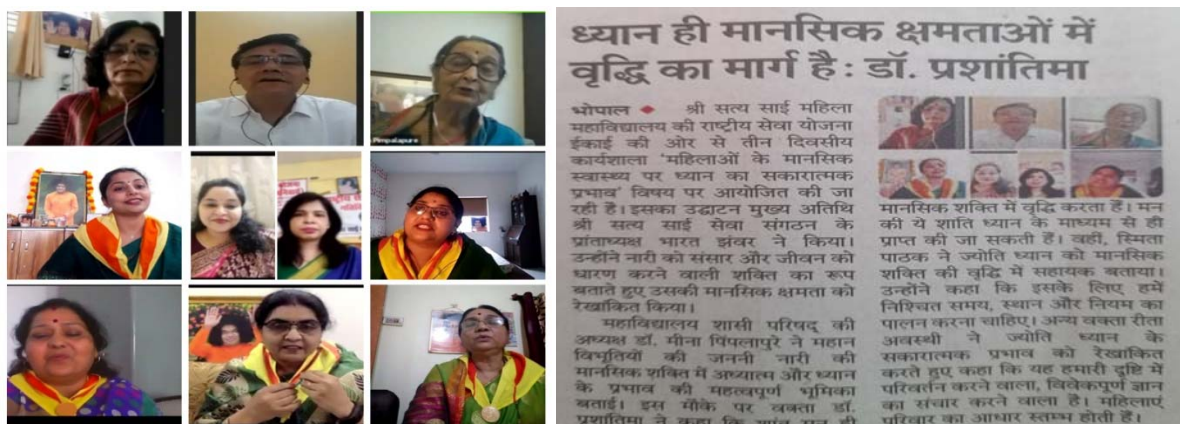 Pimpalapure
ध्यान ही मानसिक क्षमताओं में
वृद्धि का मार्ग है : डॉ. प्रशांतिमा
भोपाल ◆ श्री सत्य साई महिला
महाविद्यालय की राष्ट्रीय सेवा योजना
ईकाई की ओर से तीन दिवसीय
कार्यशाला 'महिलाओं के मानसिक
स्वास्थ्य पर ध्यान का सकारात्मक
प्रभाव' विषय पर आयोजित की जा
रही है। इसका उद्घाटन मुख्य अतिथि
श्री सत्य साई सेवा संगठन के
प्रांताध्यक्ष भारत झंवर ने किया।
उन्होंने नारी को संसार और जीवन को
धारण करने वाली शक्ति का रूप
बताते हुए उसकी मानसिक क्षमता को
रेखांकित किया।
महाविद्यालय शासी परिषद् की
अध्यक्ष डॉ. मीना पिंपलापुरे ने महान
विभूतियों की जननी नारी की
मानसिक शक्ति में अध्यात्म और ध्यान
के प्रभाव की महत्वपूर्ण भूमिका
बताई। इस मौके पर वक्ता डॉ.
प्रशांतिमा ने कहा कि शांत मन ही
मानसिक शक्ति में वृद्धि करता है। मन
की ये शांति ध्यान के माध्यम से ही
प्राप्त की जा सकती है। वहीं, स्मिता
पाठक ने ज्योति ध्यान को मानसिक
शक्ति की वृद्धि में सहायक बताया।
उन्होंने कहा कि इसके लिए हमें
निश्चित समय, स्थान और नियम का
पालन करना चाहिए। अन्य वक्ता रीता
अवस्थी ने ज्योति ध्यान के
सकारात्मक प्रभाव को रेखांकित
करते हुए कहा कि यह हमारी दृष्टि में
परिवर्तन करने वाला, विवेकपूर्ण ज्ञान
का संचार करने वाला है। महिलाएं
परिवार का आधार स्तम्भ होती हैं।